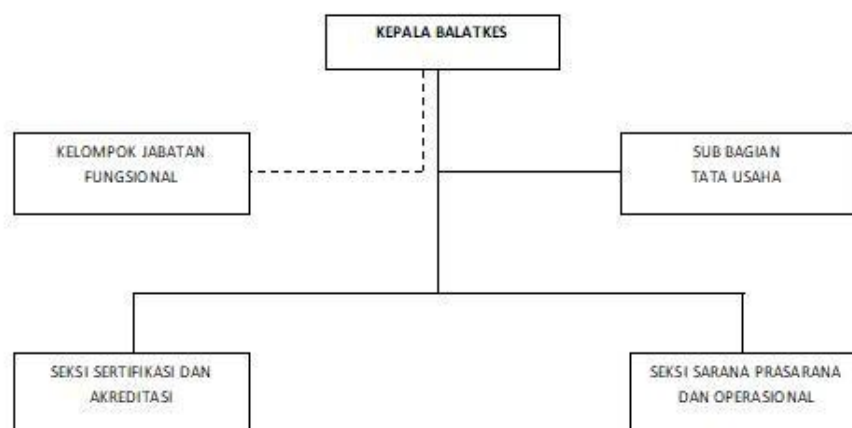 KEPALA BALATKES
KELOMPOK JABATAN
FUNGSIONAL
SUB BAGIAN
TATA USAHA
SEKSI SERTIFIKASI DAN
AKREDITASI
SEKSI SARANA PRASARANA
DAN OPERASIONAL